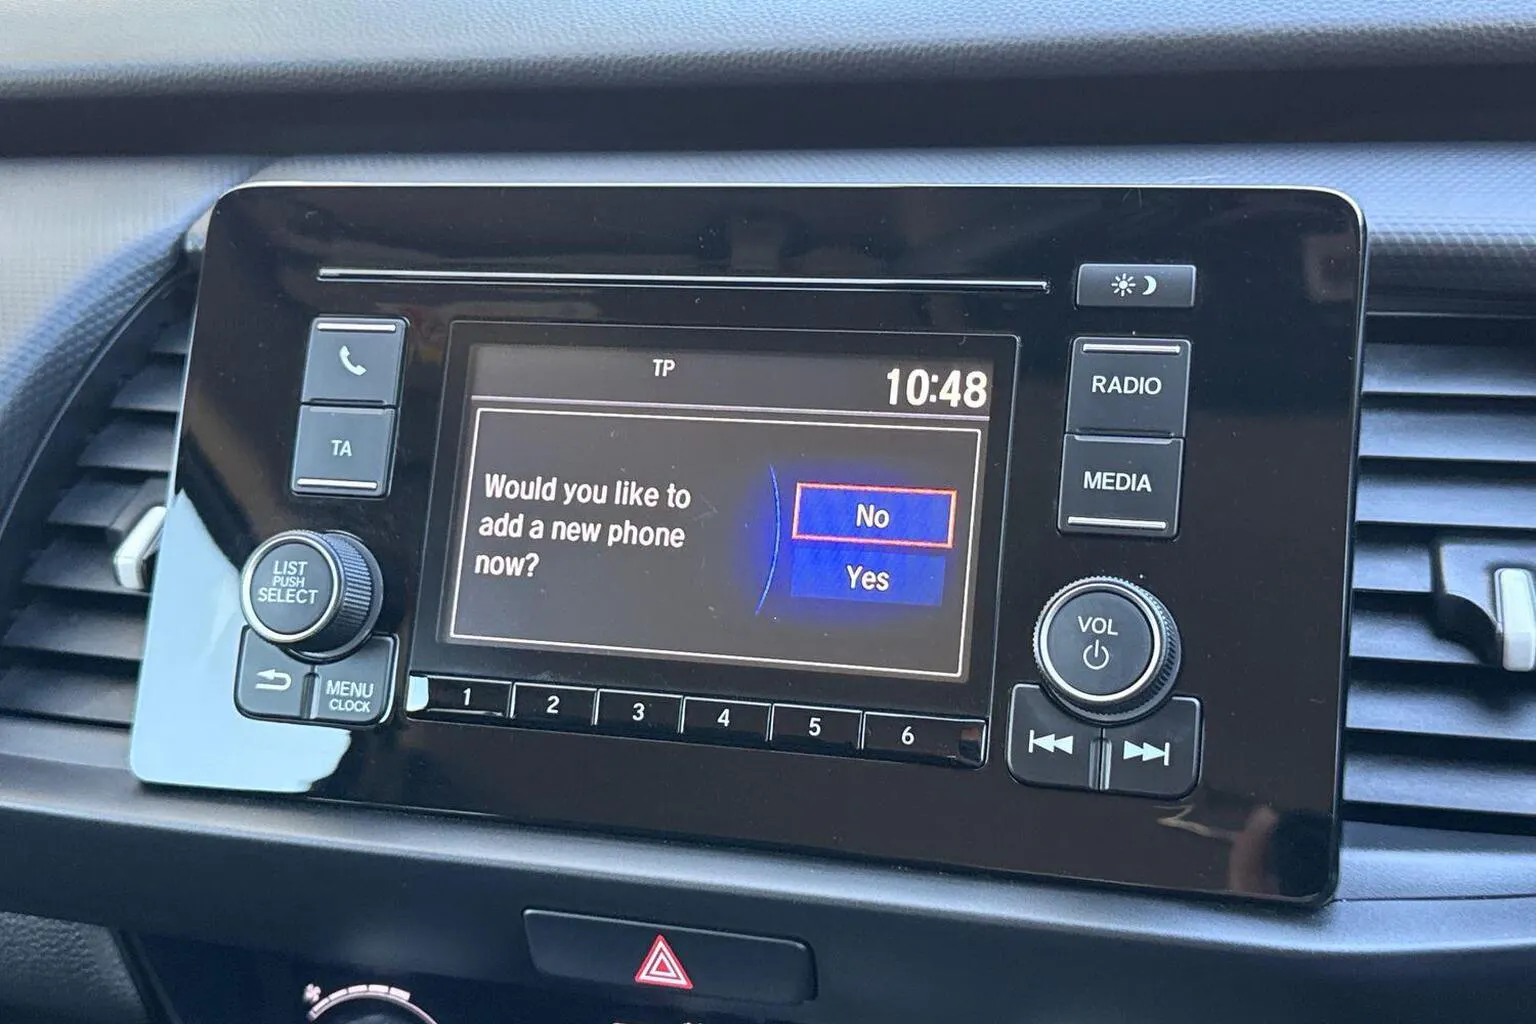 TP
10:48
Would you like to
add a new phone
now?
No
Yes
TA
LIST
PUSH
SELECT
MENU
CLOCK
1 2 3 4 5 6
RADIO
MEDIA
VOL